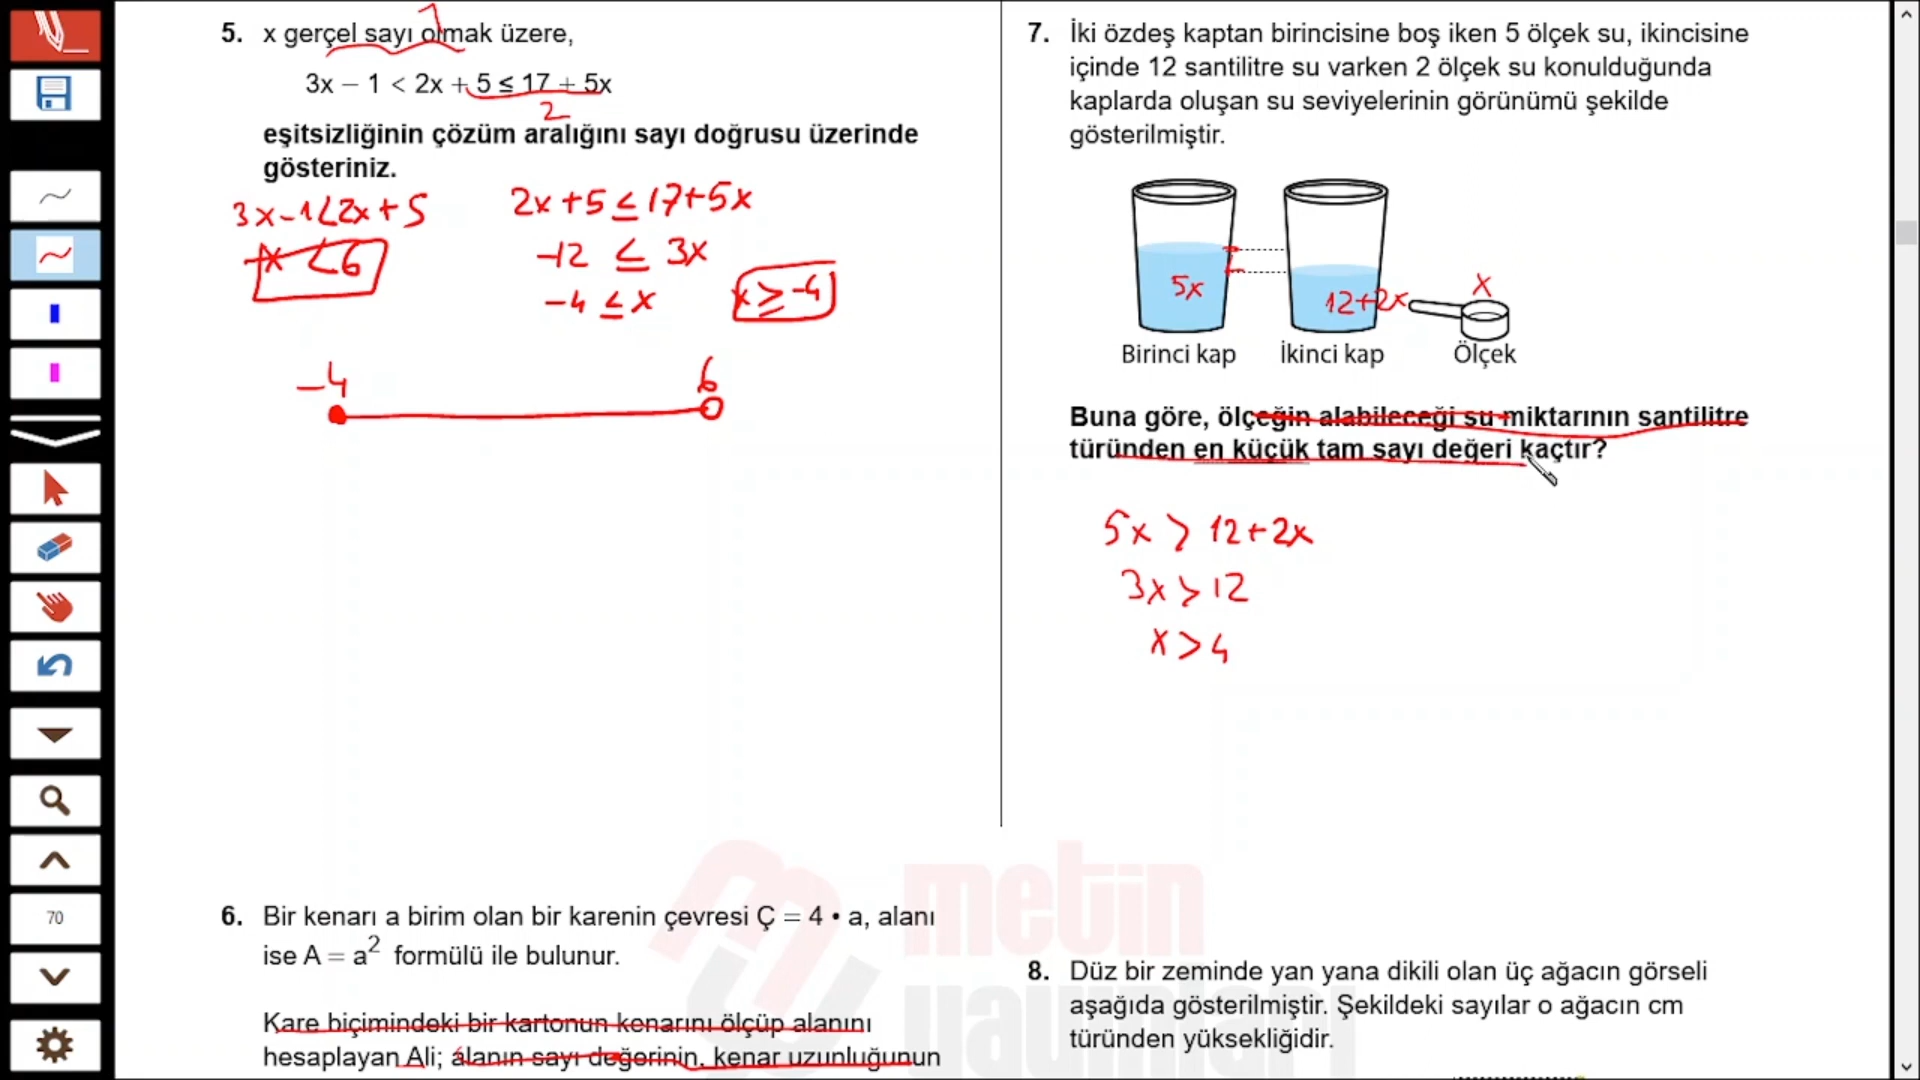 5. x gerçel sayı olmak üzere,
3x – 1 < 2x + 5 ≤ 17 + 5x
1
2
eşitsizliğinin çözüm aralığını sayı doğrusu üzerinde
gösteriniz.
3x-1<2x+5
x<6
2x+5≤17+5x
-12 ≤ 3x
-4 ≤ x
x≥-4
-4
6
6. Bir kenarı a birim olan bir karenin çevresi Ç = 4 • a, alanı
ise A = a² formülü ile bulunur.
Kare biçimindeki bir kartonun kenarını ölçüp alanını
hesaplayan Ali; alanın sayı değerinin, kenar uzunluğunun
7. İki özdeş kaptan birincisine boş iken 5 ölçek su, ikincisine
içinde 12 santilitre su varken 2 ölçek su konulduğunda
kaplarda oluşan su seviyelerinin görünümü şekilde
gösterilmiştir.
5x
12+2x
x
Birinci kap
İkinci kap
Ölçek
Buna göre, ölçeğin alabileceği su miktarının santilitre
türünden en küçük tam sayı değeri kaçtır?
5x > 12+2x
3x>12
x>4
8. Düz bir zeminde yan yana dikili olan üç ağacın görseli
aşağıda gösterilmiştir. Şekildeki sayılar o ağacın cm
türünden yüksekliğidir.
metin
yayınları
70